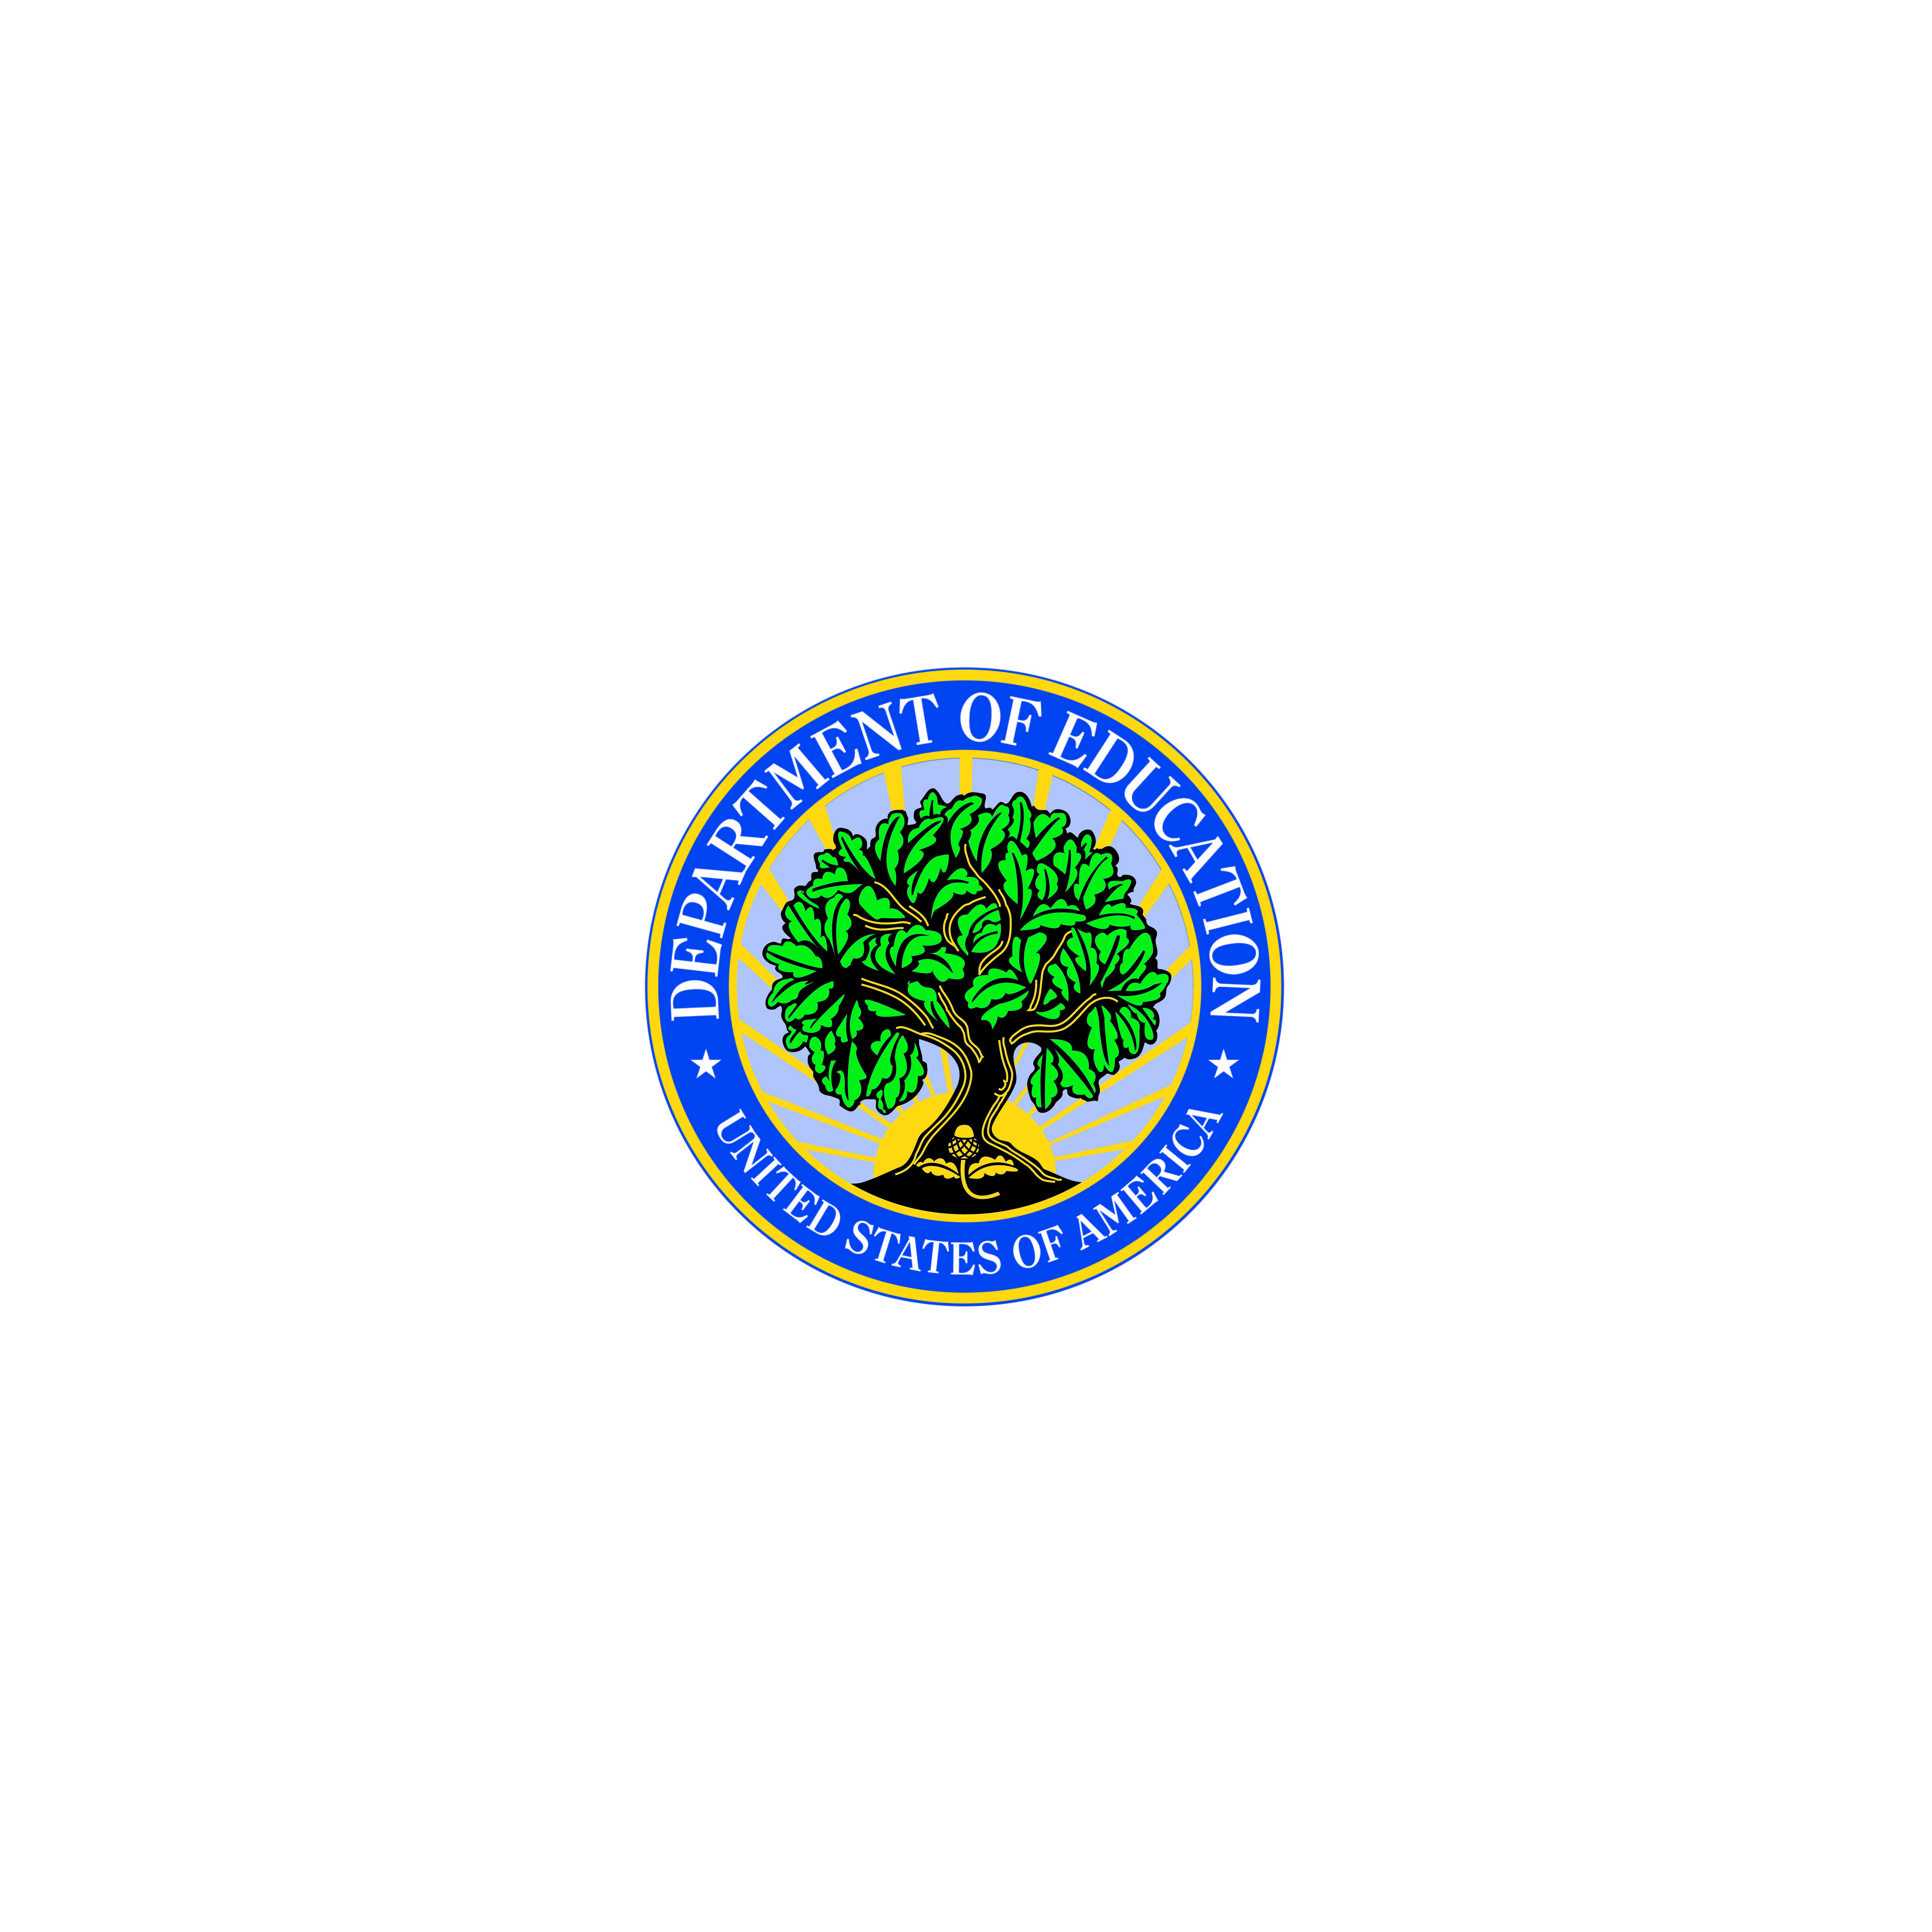 DEPARTMENT OF EDUCATION
UNITED STATES OF AMERICA